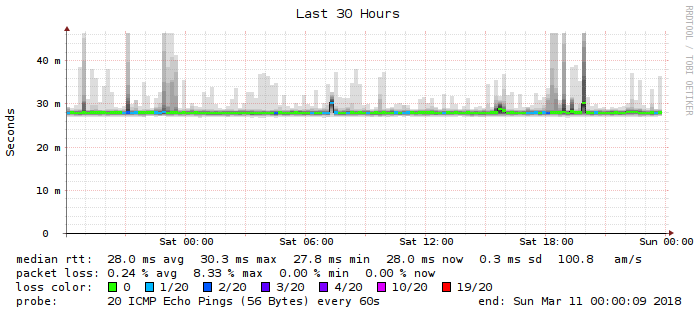 Last 30 Hours
RRDTOOL / TOBI OETIKER
Seconds
40 m
30 m
20 m
10 m
0
Sat 00:00 Sat 06:00 Sat 12:00 Sat 18:00 Sun 00:00
median rtt: 28.0 ms avg 30.3 ms max 27.8 ms min 28.0 ms now 0.3 ms sd 100.8 am/s
packet loss: 0.24 % avg 8.33 % max 0.00 % min 0.00 % now
loss color: 0 1/20 2/20 3/20 4/20 10/20 19/20
probe: 20 ICMP Echo Pings (56 Bytes) every 60s end: Sun Mar 11 00:00:09 2018